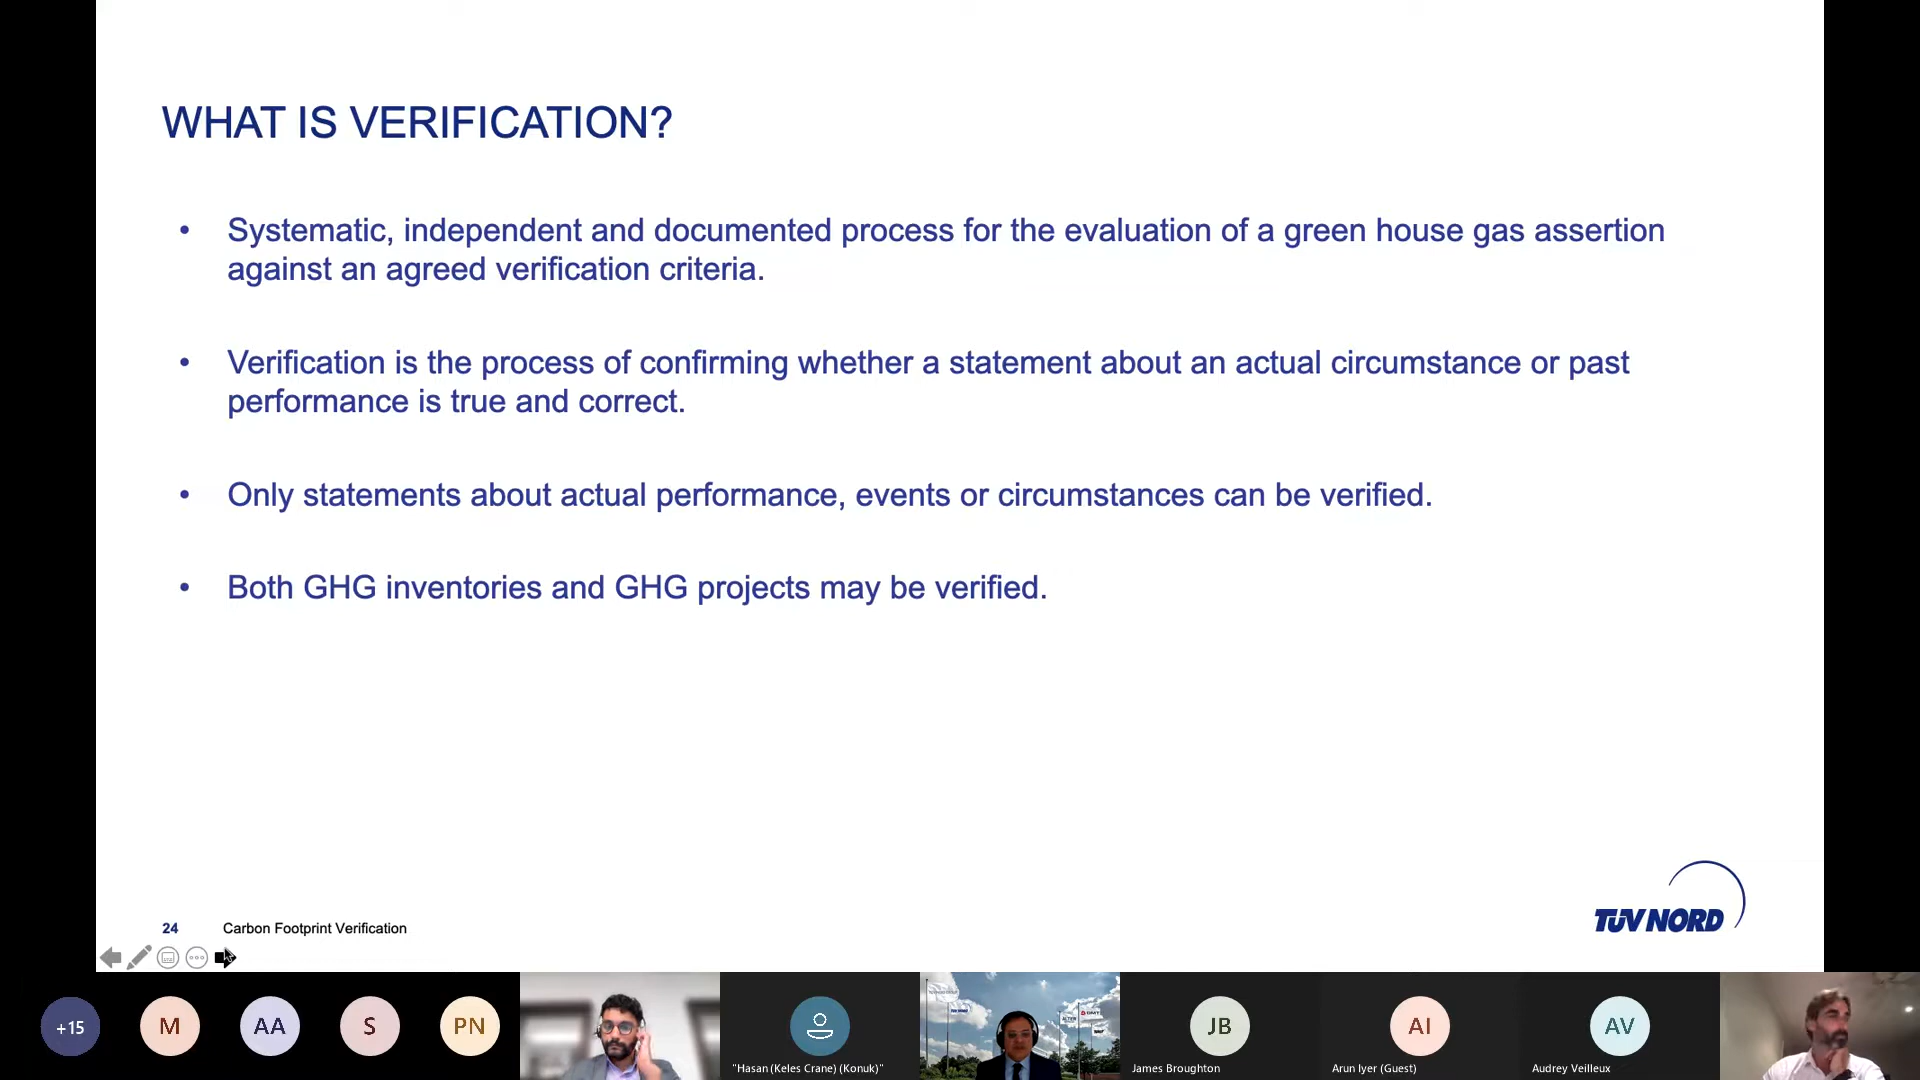 WHAT IS VERIFICATION?
• Systematic, independent and documented process for the evaluation of a green house gas assertion
against an agreed verification criteria.
• Verification is the process of confirming whether a statement about an actual circumstance or past
performance is true and correct.
• Only statements about actual performance, events or circumstances can be verified.
• Both GHG inventories and GHG projects may be verified.
TÜV NORD
24 Carbon Footprint Verification
+15
M
AA
S
PN
"Hasan (Keles Crane) (Konuk)"
JB
James Broughton
AI
Arun Iyer (Guest)
AV
Audrey Veilleux